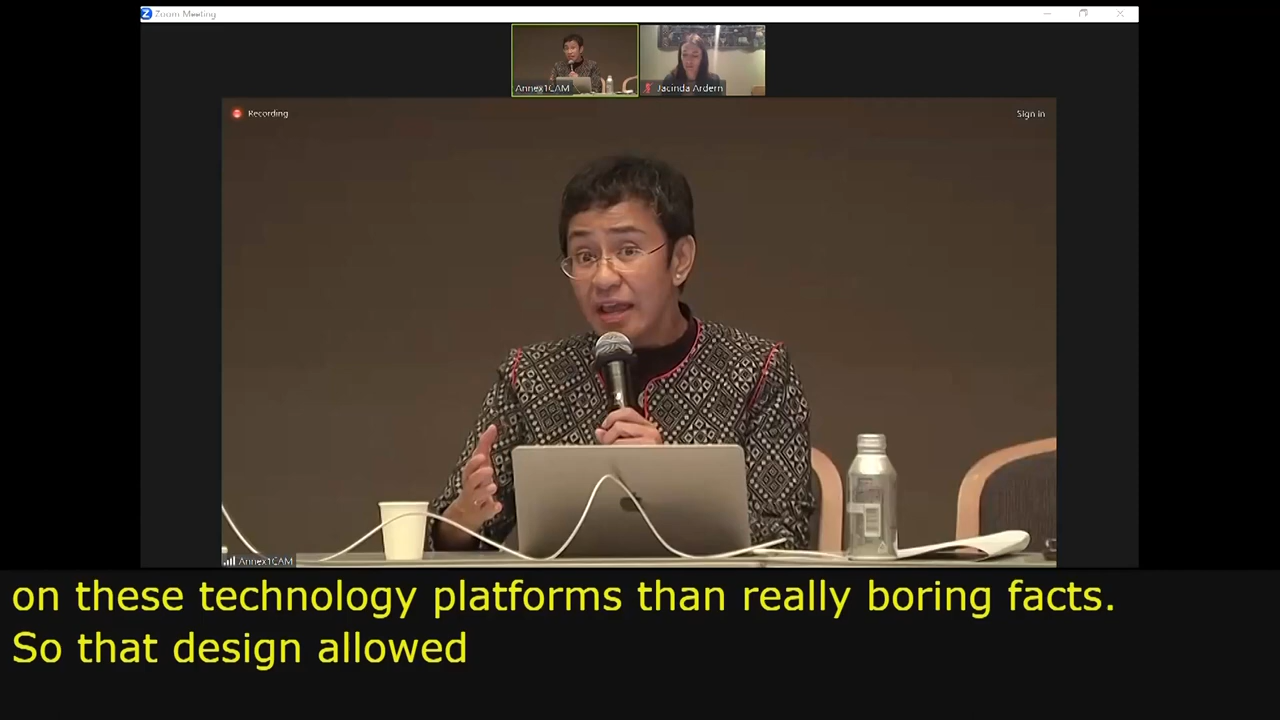 Zoom Meeting
Annex1CAM
Jacinda Ardern
Recording
Sign in
Annex1CAM
on these technology platforms than really boring facts.
So that design allowed